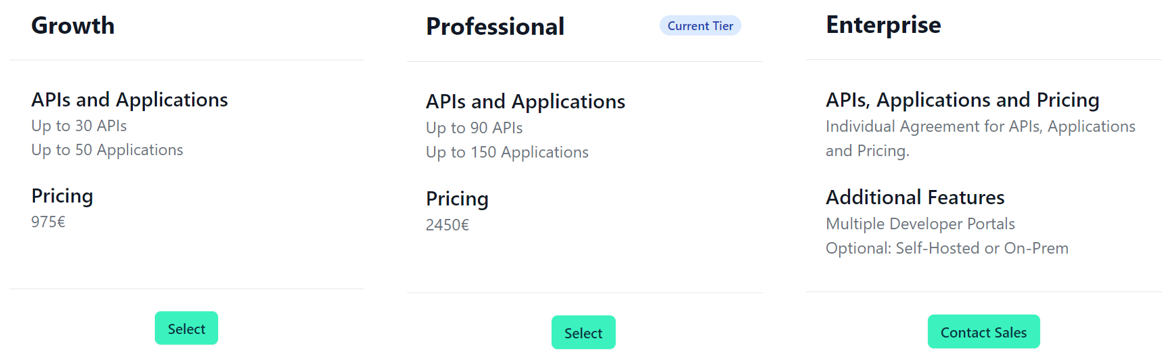 Growth
APIs and Applications
Up to 30 APIs
Up to 50 Applications
Pricing
975€
Select
Professional
Current Tier
APIs and Applications
Up to 90 APIs
Up to 150 Applications
Pricing
2450€
Select
Enterprise
APIs, Applications and Pricing
Individual Agreement for APIs, Applications
and Pricing.
Additional Features
Multiple Developer Portals
Optional: Self-Hosted or On-Prem
Contact Sales